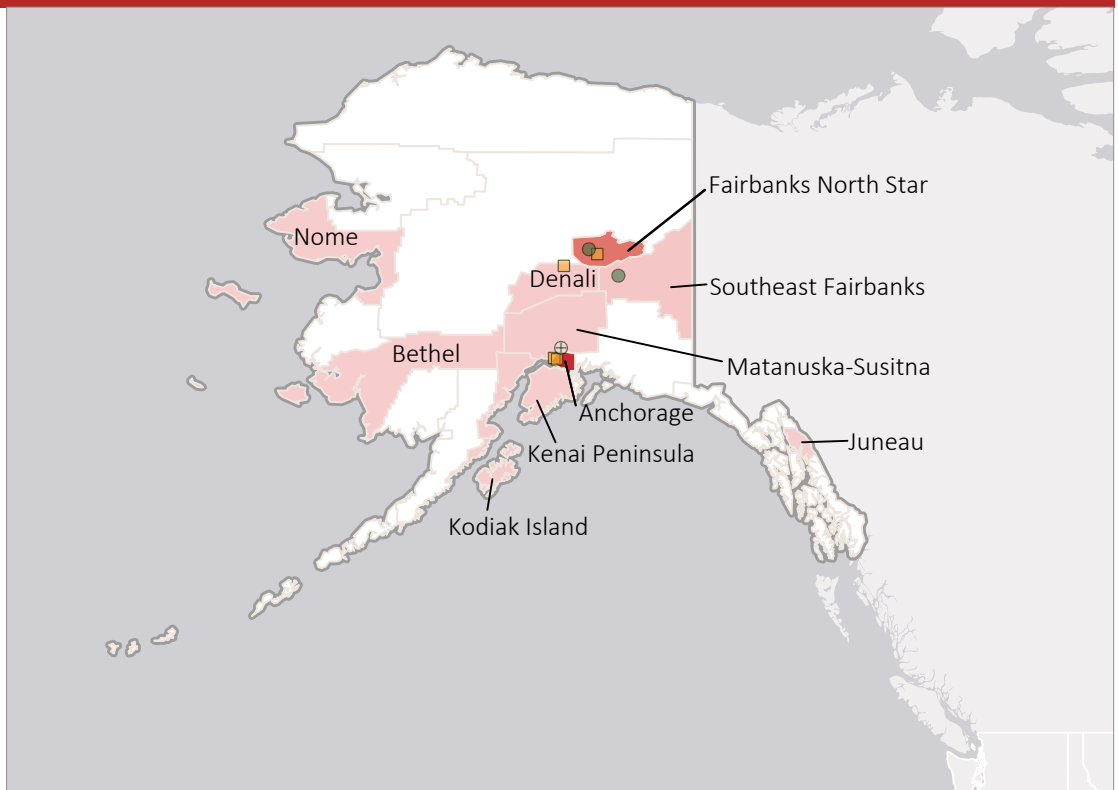 Fairbanks North Star
Nome
Denali
Southeast Fairbanks
Bethel
Matanuska-Susitna
Anchorage
Juneau
Kenai Peninsula
Kodiak Island